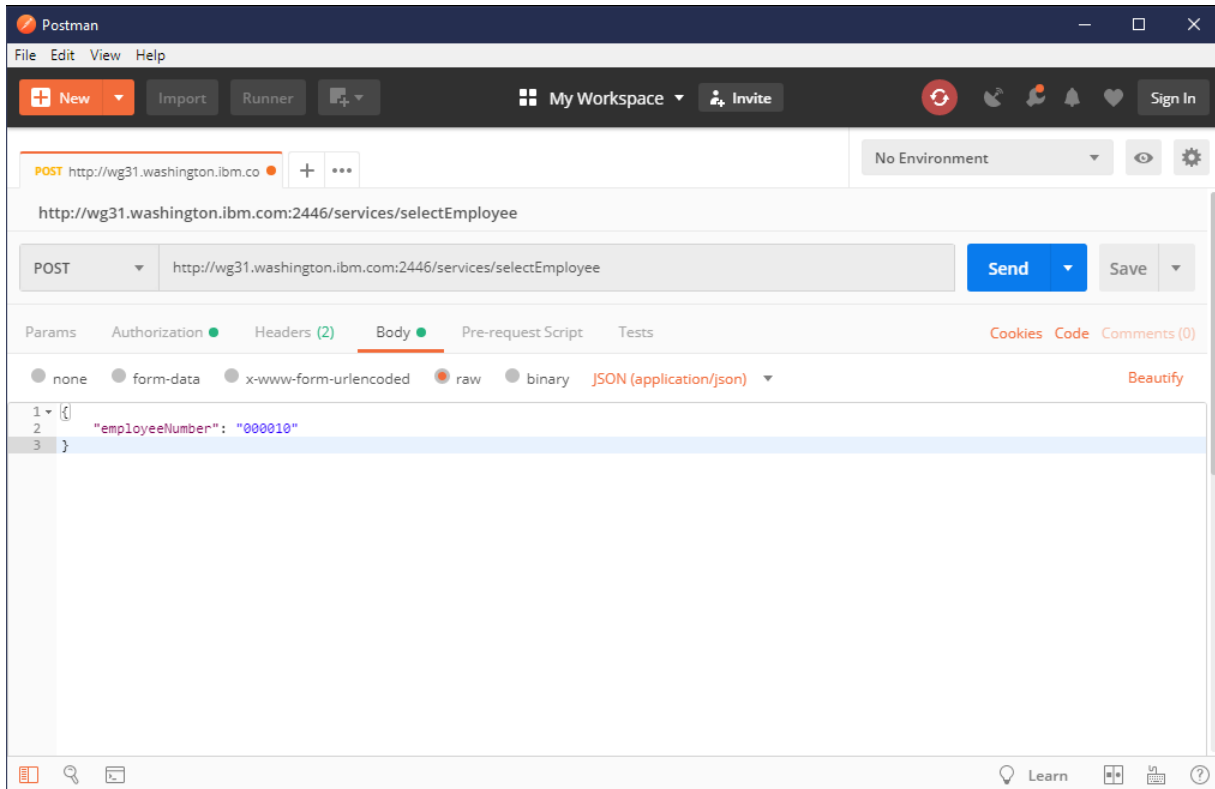 Postman
File Edit View Help
New Import Runner My Workspace Invite Sign In
POST http://wg31.washington.ibm.co No Environment
http://wg31.washington.ibm.com:2446/services/selectEmployee
POST http://wg31.washington.ibm.com:2446/services/selectEmployee Send Save
Params Authorization Headers (2) Body Pre-request Script Tests Cookies Code Comments (0)
none form-data x-www-form-urlencoded raw binary JSON (application/json) Beautify
1 {
2 "employeeNumber": "000010"
3 }
Learn